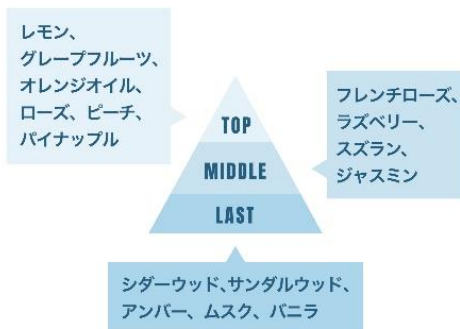 レモン、
グレープフルーツ、
オレンジオイル、
ローズ、ピーチ、
パイナップル
TOP
フレンチローズ、
ラズベリー、
スズラン、
ジャスミン
MIDDLE
LAST
シダーウッド、サンダルウッド、
アンバー、ムスク、バニラ